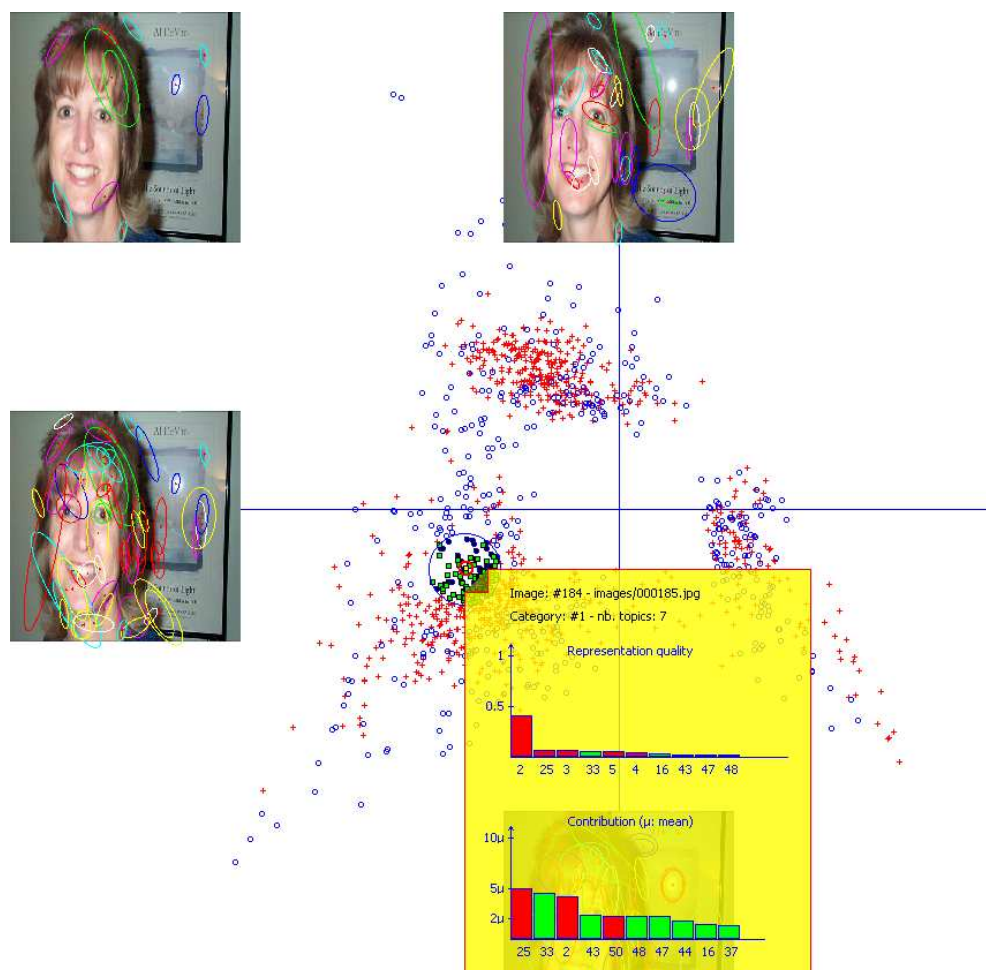 Image: #184 - images/000185.jpg
Category: #1 - nb. topics: 7
Representation quality
1
0.5
2 25 3 33 5 4 16 43 47 48
Contribution (µ: mean)
10µ
5µ
2µ
25 33 2 43 50 48 47 44 16 37